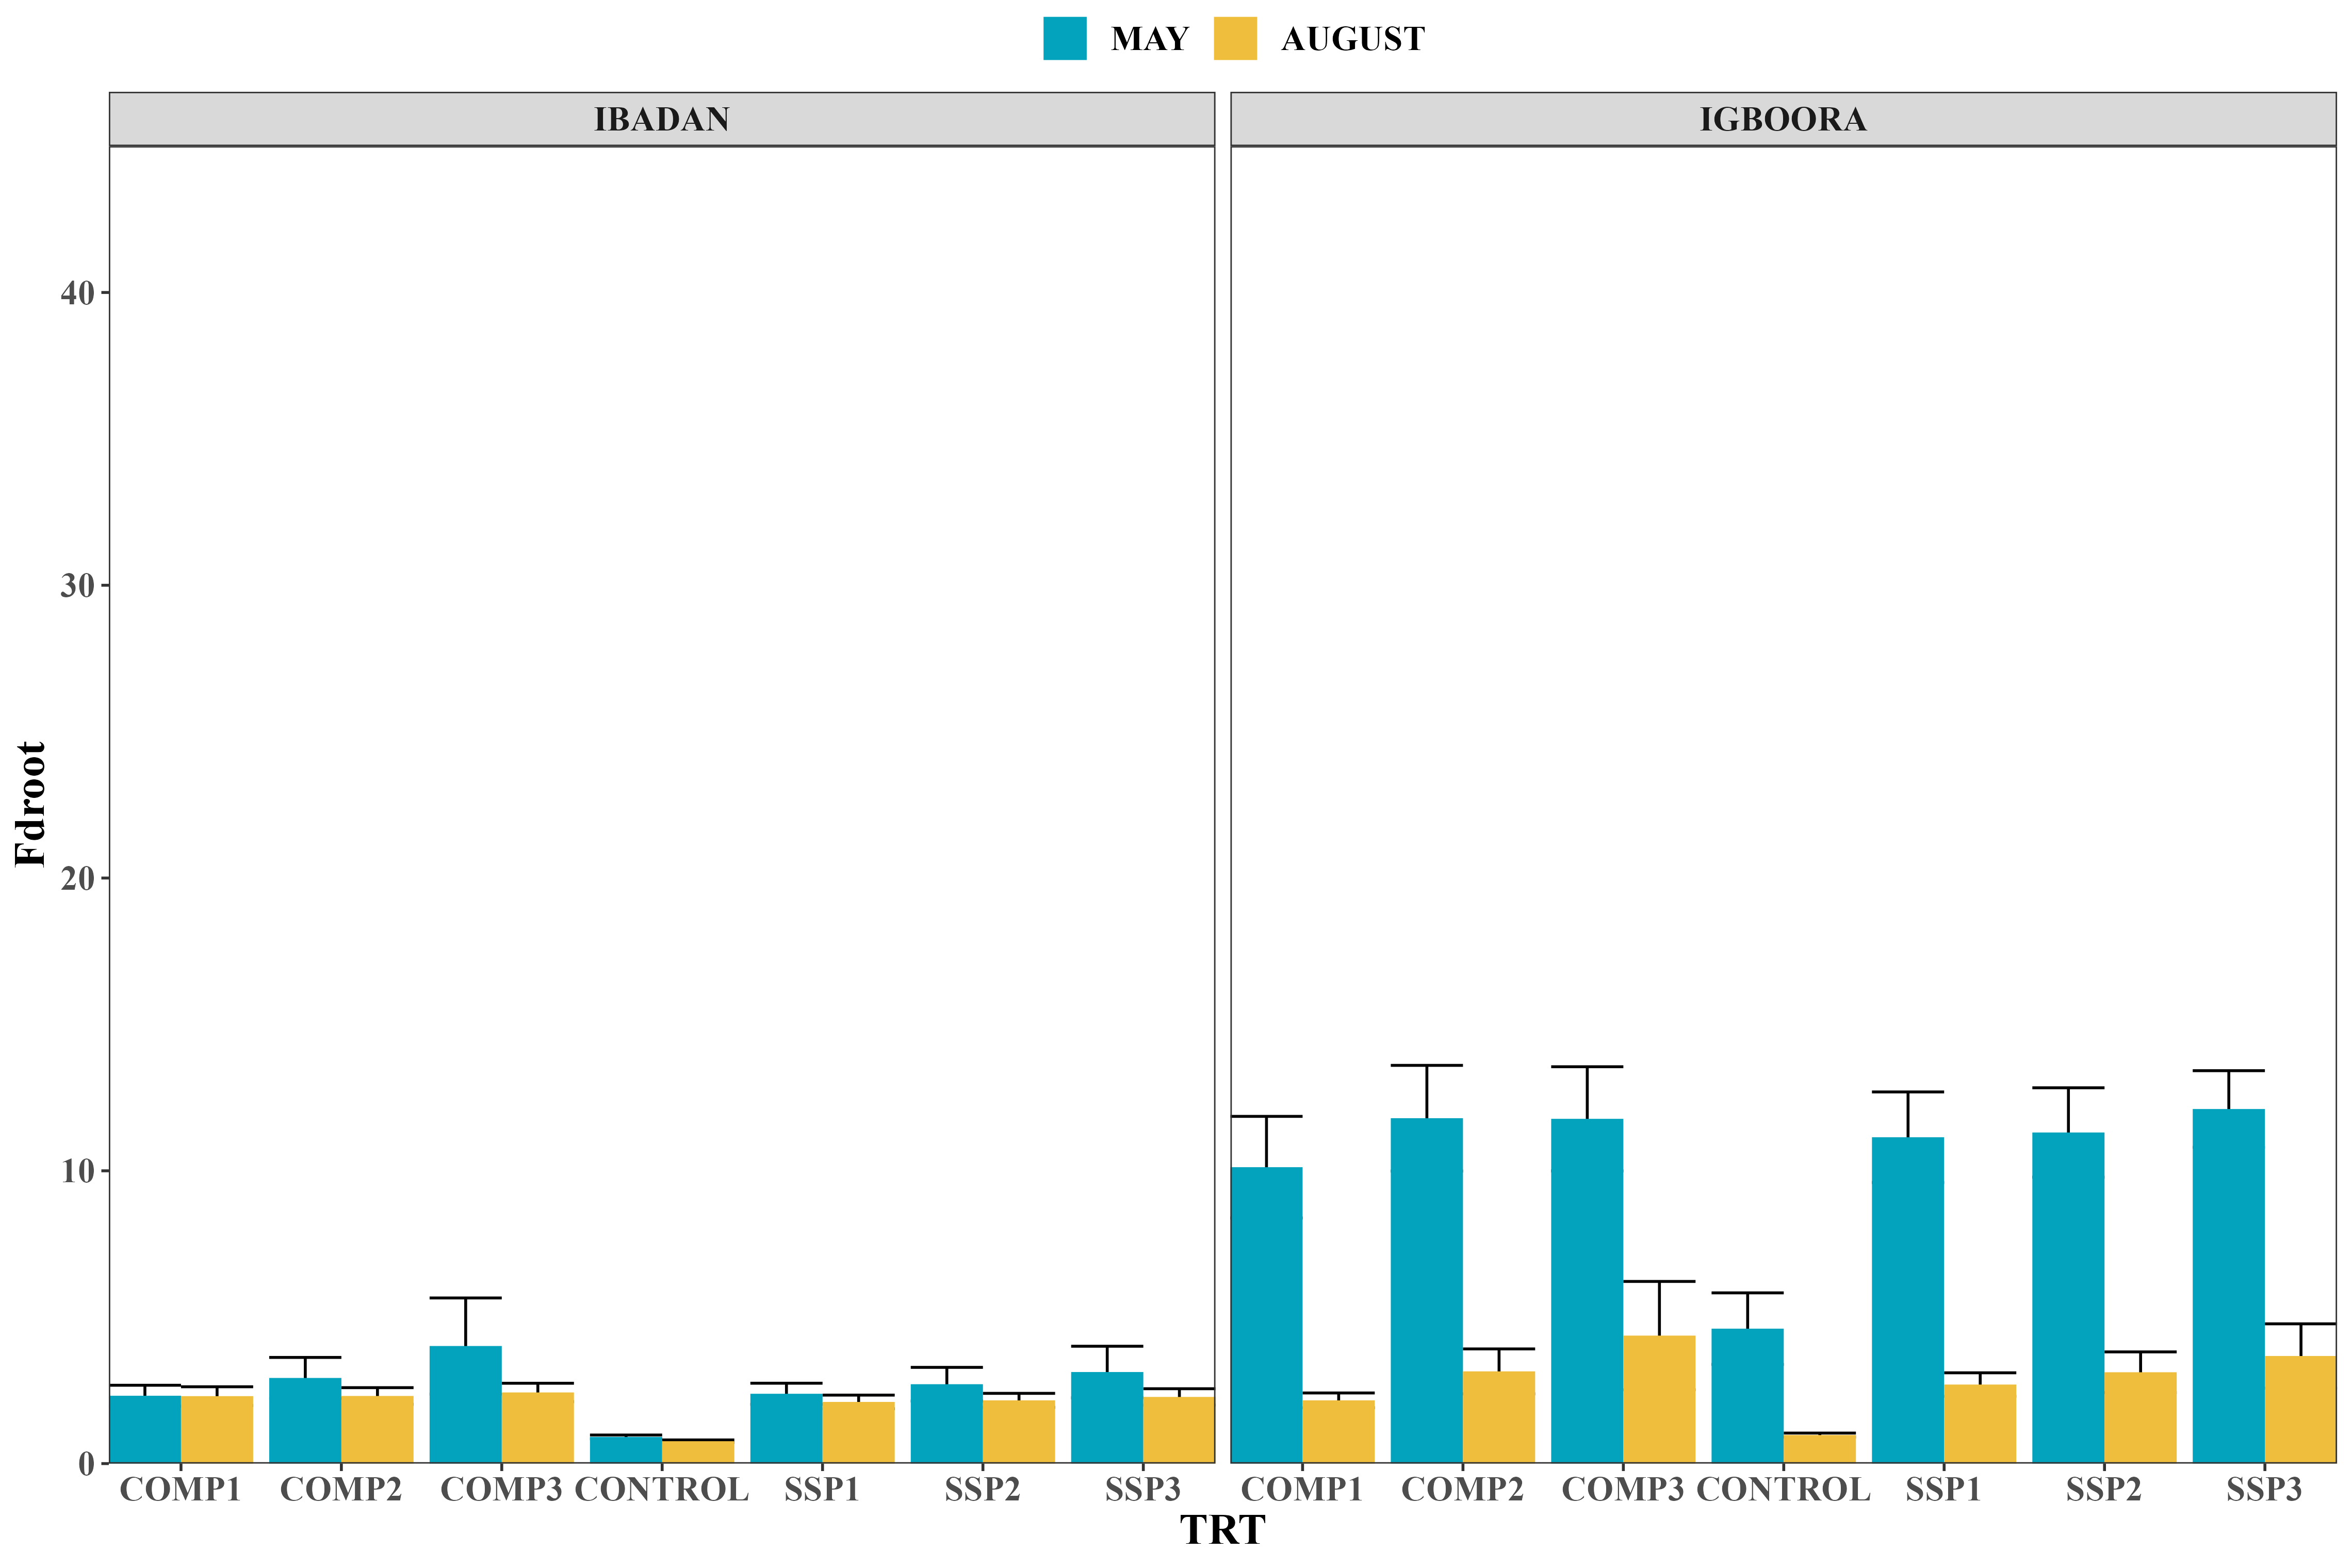 MAY AUGUST
IBADAN IGBOORA
40
30
20
10
0
Fdroot
COMP1 COMP2 COMP3 CONTROL SSP1 SSP2 SSP3 COMP1 COMP2 COMP3 CONTROL SSP1 SSP2 SSP3
TRT